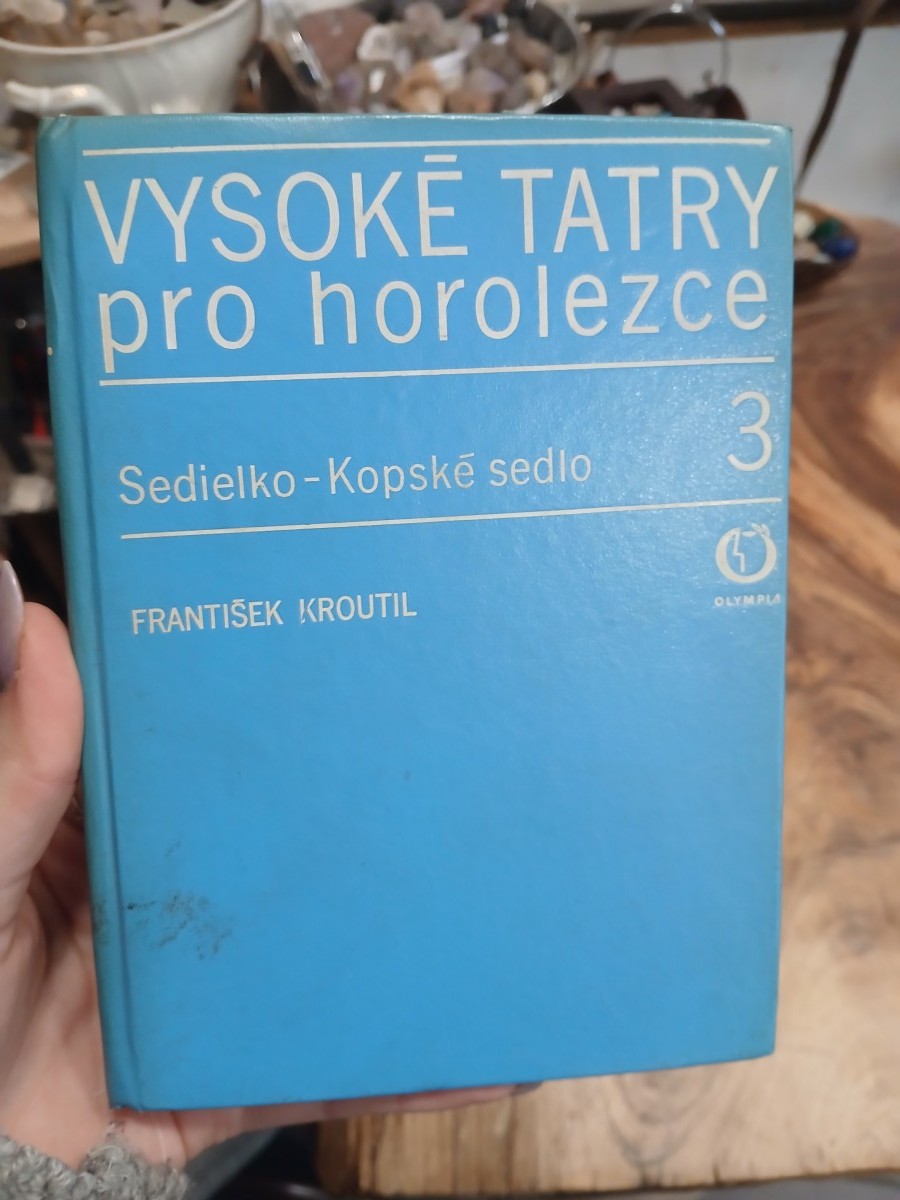 VYSOKÉ TATRY
pro horolezce
3
Sedielko-Kopské sedlo
OLYMPIA
FRANTIŠEK KROUTIL